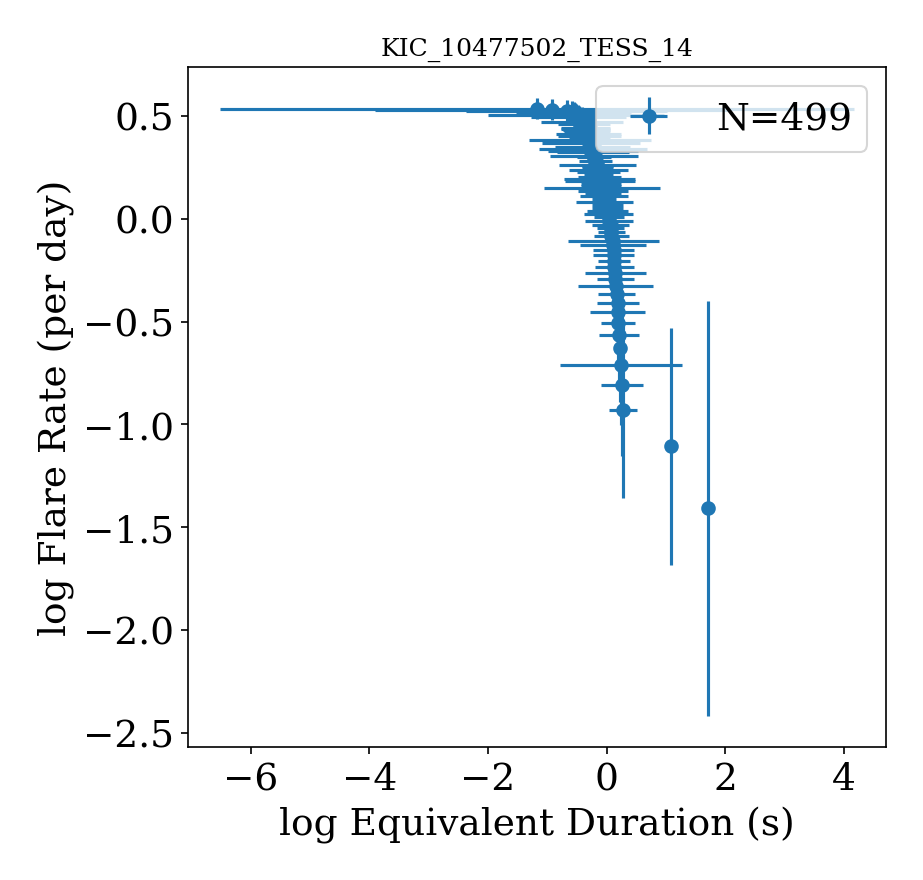 KIC_10477502_TESS_14
N=499
log Flare Rate (per day)
0.5
0.0
−0.5
−1.0
−1.5
−2.0
−2.5
−6 −4 −2 0 2 4
log Equivalent Duration (s)